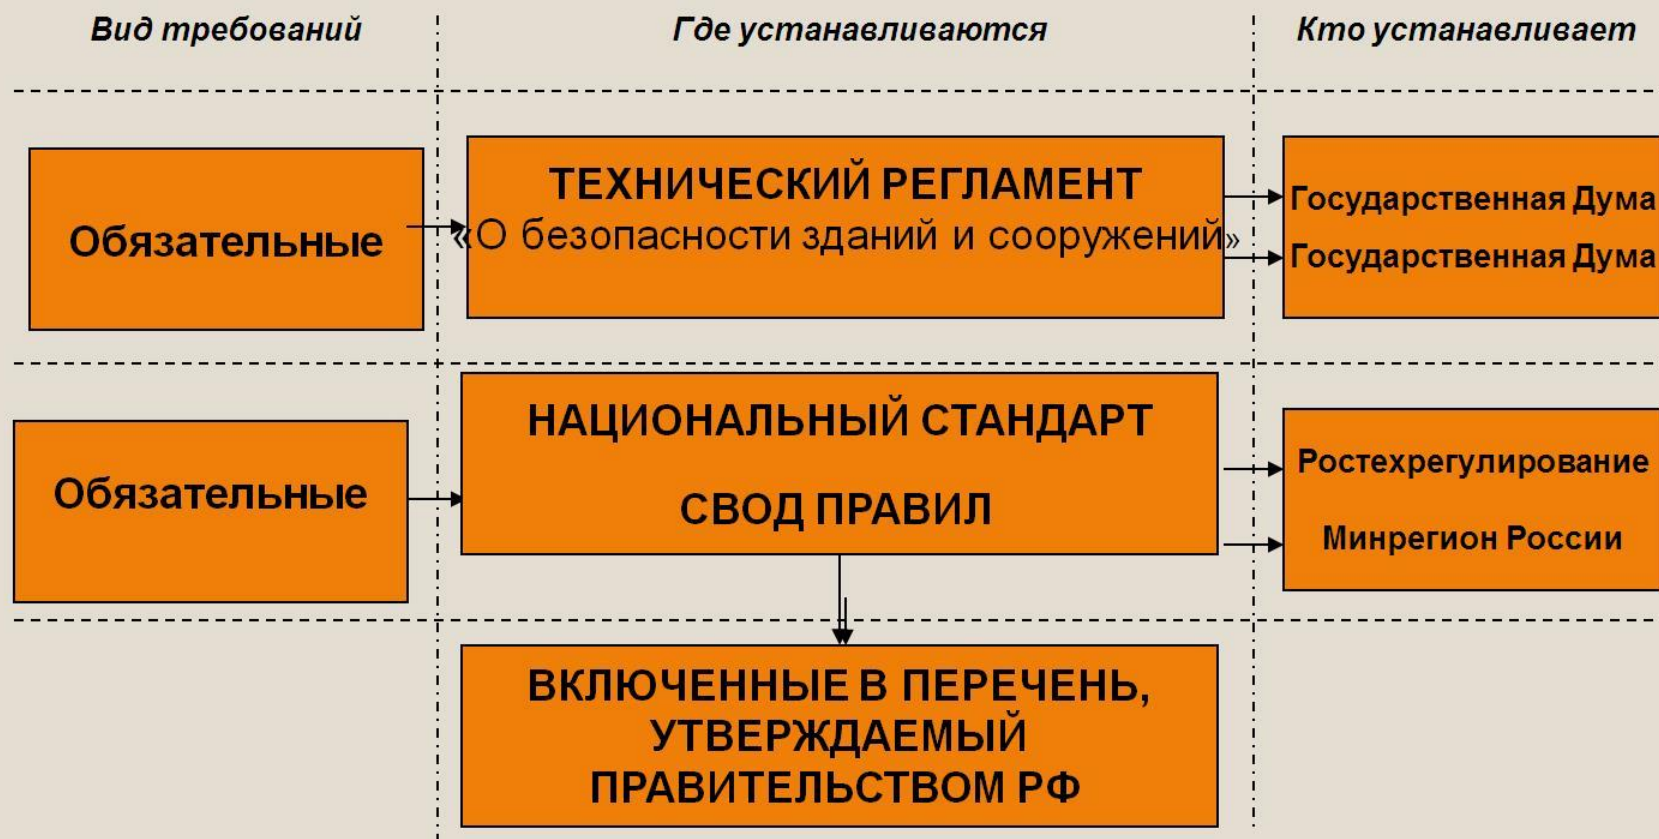 Вид требований
Где устанавливаются
Кто устанавливает
Обязательные
ТЕХНИЧЕСКИЙ РЕГЛАМЕНТ
«О безопасности зданий и сооружений»
Государственная Дума
Государственная Дума
Обязательные
НАЦИОНАЛЬНЫЙ СТАНДАРТ
СВОД ПРАВИЛ
Ростехрегулирование
Минрегион России
ВКЛЮЧЕННЫЕ В ПЕРЕЧЕНЬ,
УТВЕРЖДАЕМЫЙ
ПРАВИТЕЛЬСТВОМ РФ